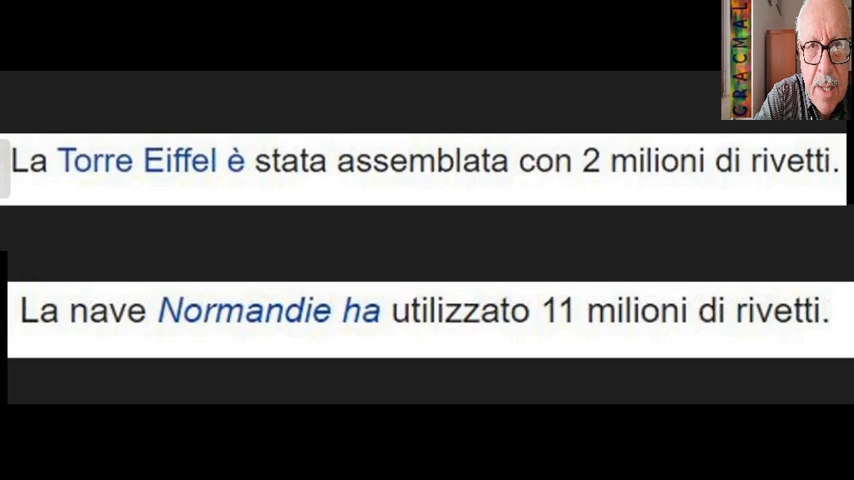 GRACMAL
La Torre Eiffel è stata assemblata con 2 milioni di rivetti.
La nave Normandie ha utilizzato 11 milioni di rivetti.